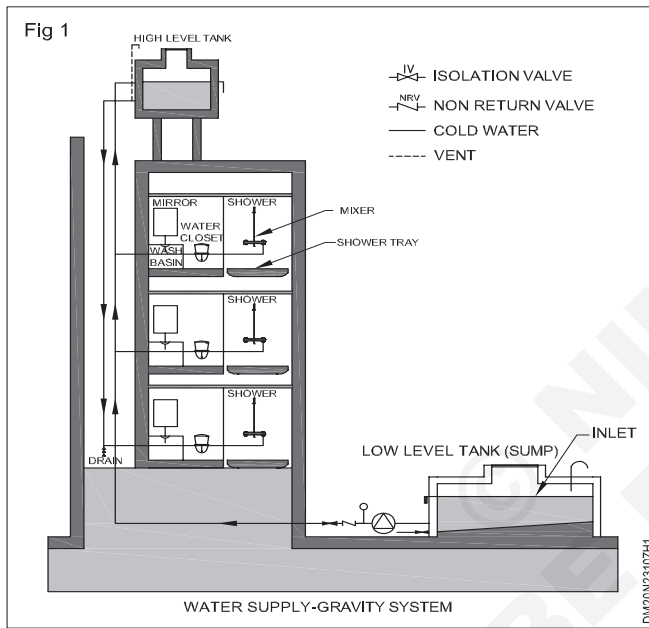 Fig 1
HIGH LEVEL TANK
IV
ISOLATION VALVE
NRV
NON RETURN VALVE
COLD WATER
VENT
MIRROR
SHOWER
MIXER
WATER
CLOSET
WASH
BASIN
SHOWER TRAY
SHOWER
SHOWER
DRAIN
LOW LEVEL TANK (SUMP)
INLET
WATER SUPPLY-GRAVITY SYSTEM
DM20N23107H1